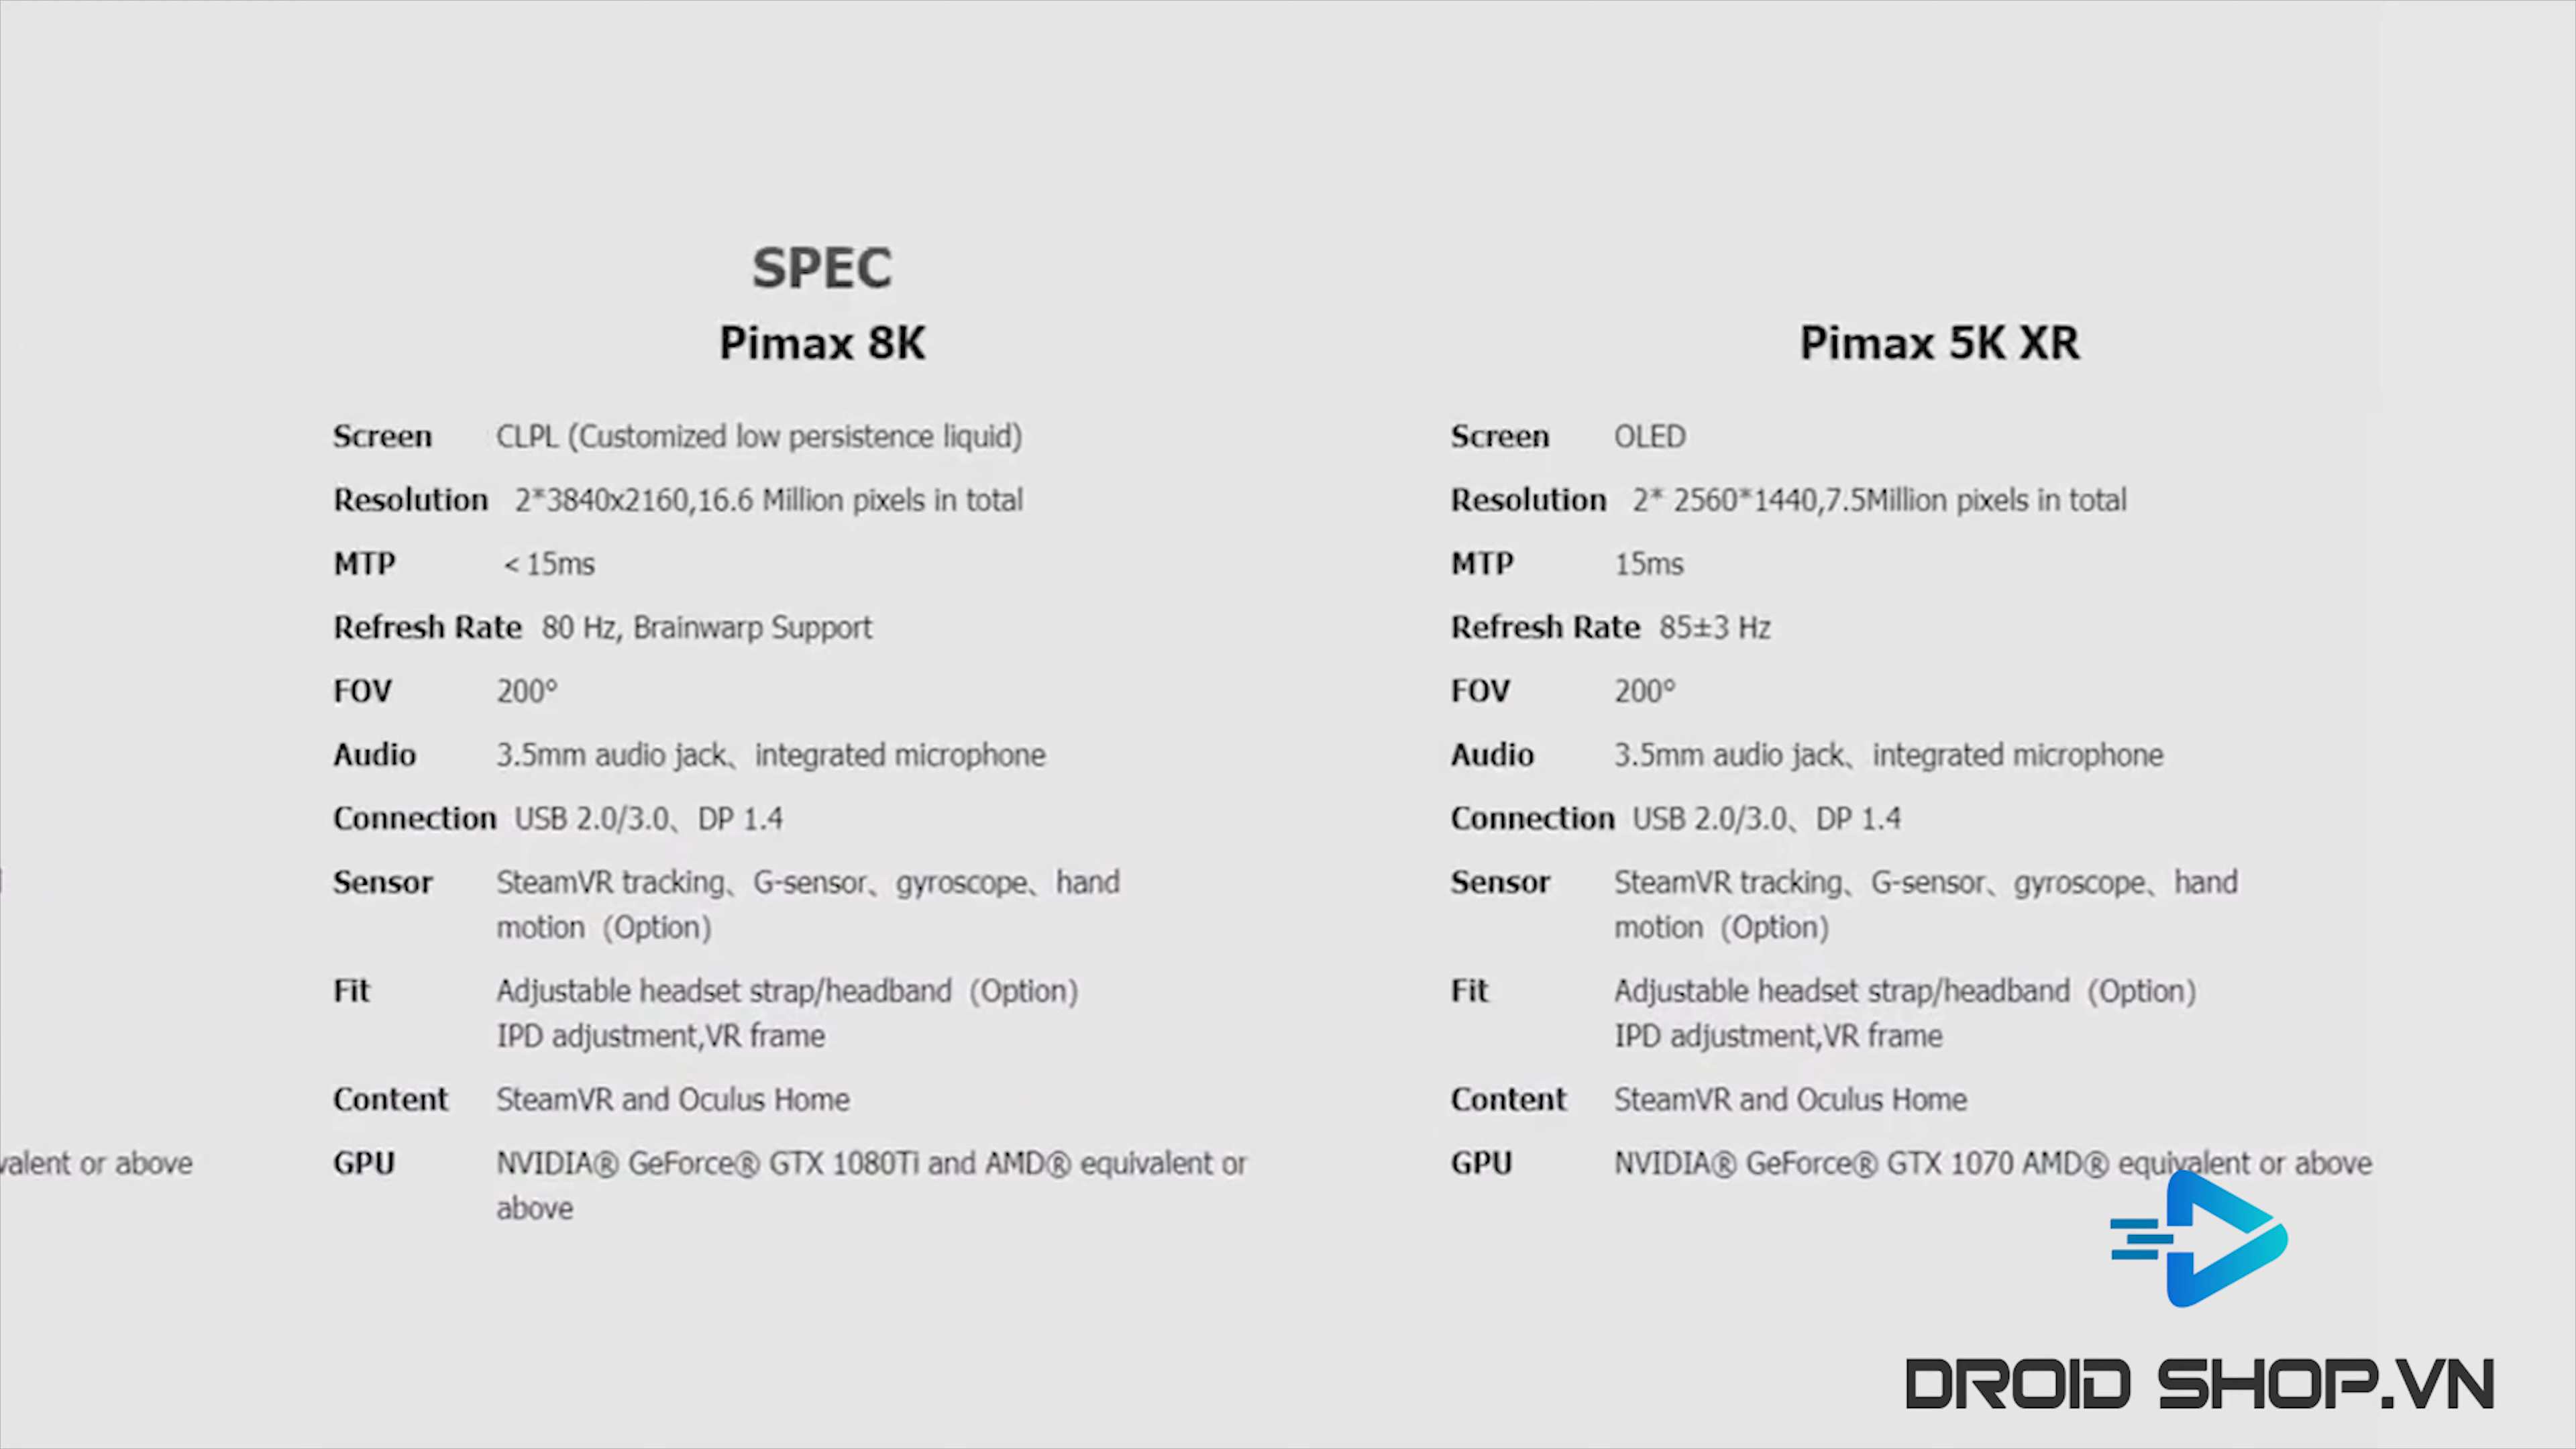 SPEC
Pimax 8K
Screen CLPL (Customized low persistence liquid)
Resolution 2*3840x2160,16.6 Million pixels in total
MTP < 15ms
Refresh Rate 80 Hz, Brainwarp Support
FOV 200°
Audio 3.5mm audio jack、integrated microphone
Connection USB 2.0/3.0、DP 1.4
Sensor SteamVR tracking、G-sensor、gyroscope、hand
motion (Option)
Fit Adjustable headset strap/headband (Option)
IPD adjustment,VR frame
Content SteamVR and Oculus Home
GPU NVIDIA® GeForce® GTX 1080Ti and AMD® equivalent or
above
Pimax 5K XR
Screen OLED
Resolution 2* 2560*1440,7.5Million pixels in total
MTP 15ms
Refresh Rate 85±3 Hz
FOV 200°
Audio 3.5mm audio jack、integrated microphone
Connection USB 2.0/3.0、DP 1.4
Sensor SteamVR tracking、G-sensor、gyroscope、hand
motion (Option)
Fit Adjustable headset strap/headband (Option)
IPD adjustment,VR frame
Content SteamVR and Oculus Home
GPU NVIDIA® GeForce® GTX 1070 AMD® equivalent or above
or above
DROID SHOP.VN